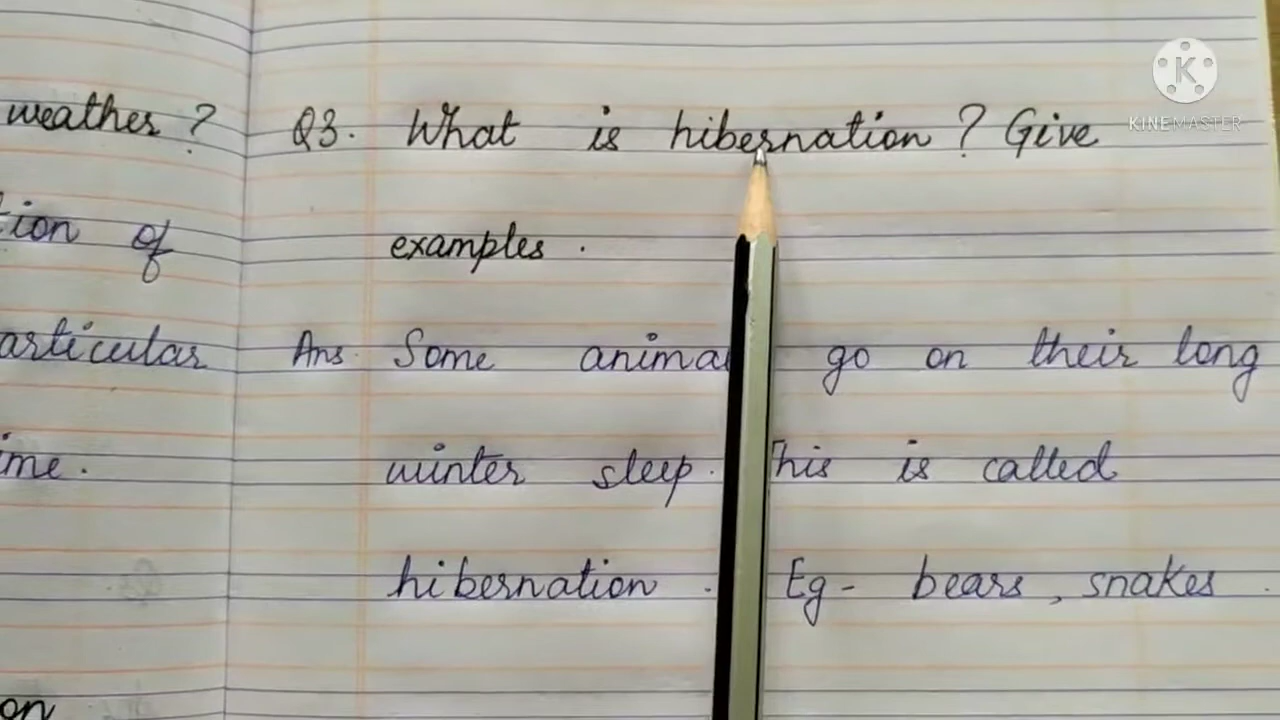 weather ?
tion of
articular
ime.
on
Q3. What is hibernation ? Give
examples .
Ans. Some go on their long
winter sleep. This is called
hibernation . Eg - bears, snakes .
KINEMASTER